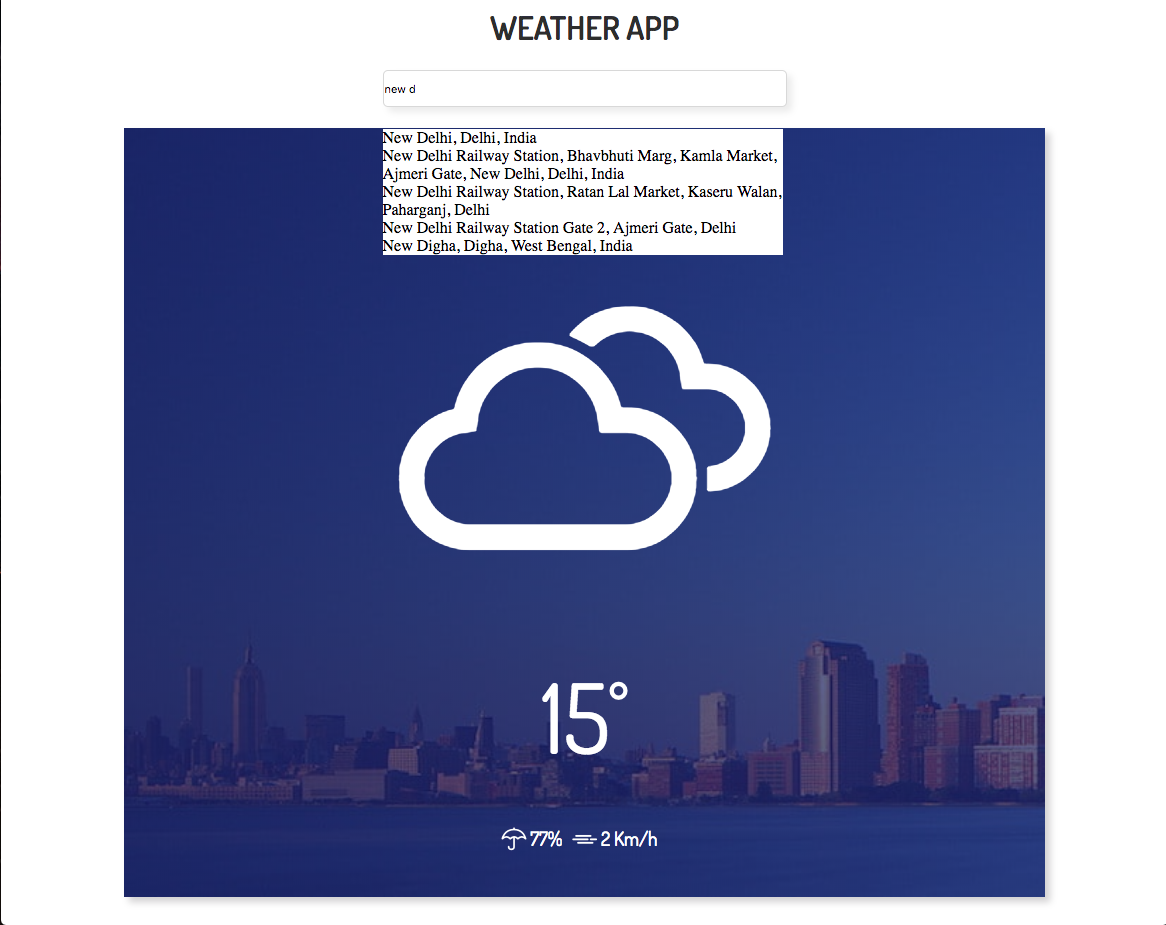 WEATHER APP
new d
New Delhi, Delhi, India
New Delhi Railway Station, Bhavbhuti Marg, Kamla Market,
Ajmeri Gate, New Delhi, Delhi, India
New Delhi Railway Station, Ratan Lal Market, Kaseru Walan,
Paharganj, Delhi
New Delhi Railway Station Gate 2, Ajmeri Gate, Delhi
New Digha, Digha, West Bengal, India
15°
77% 2 Km/h